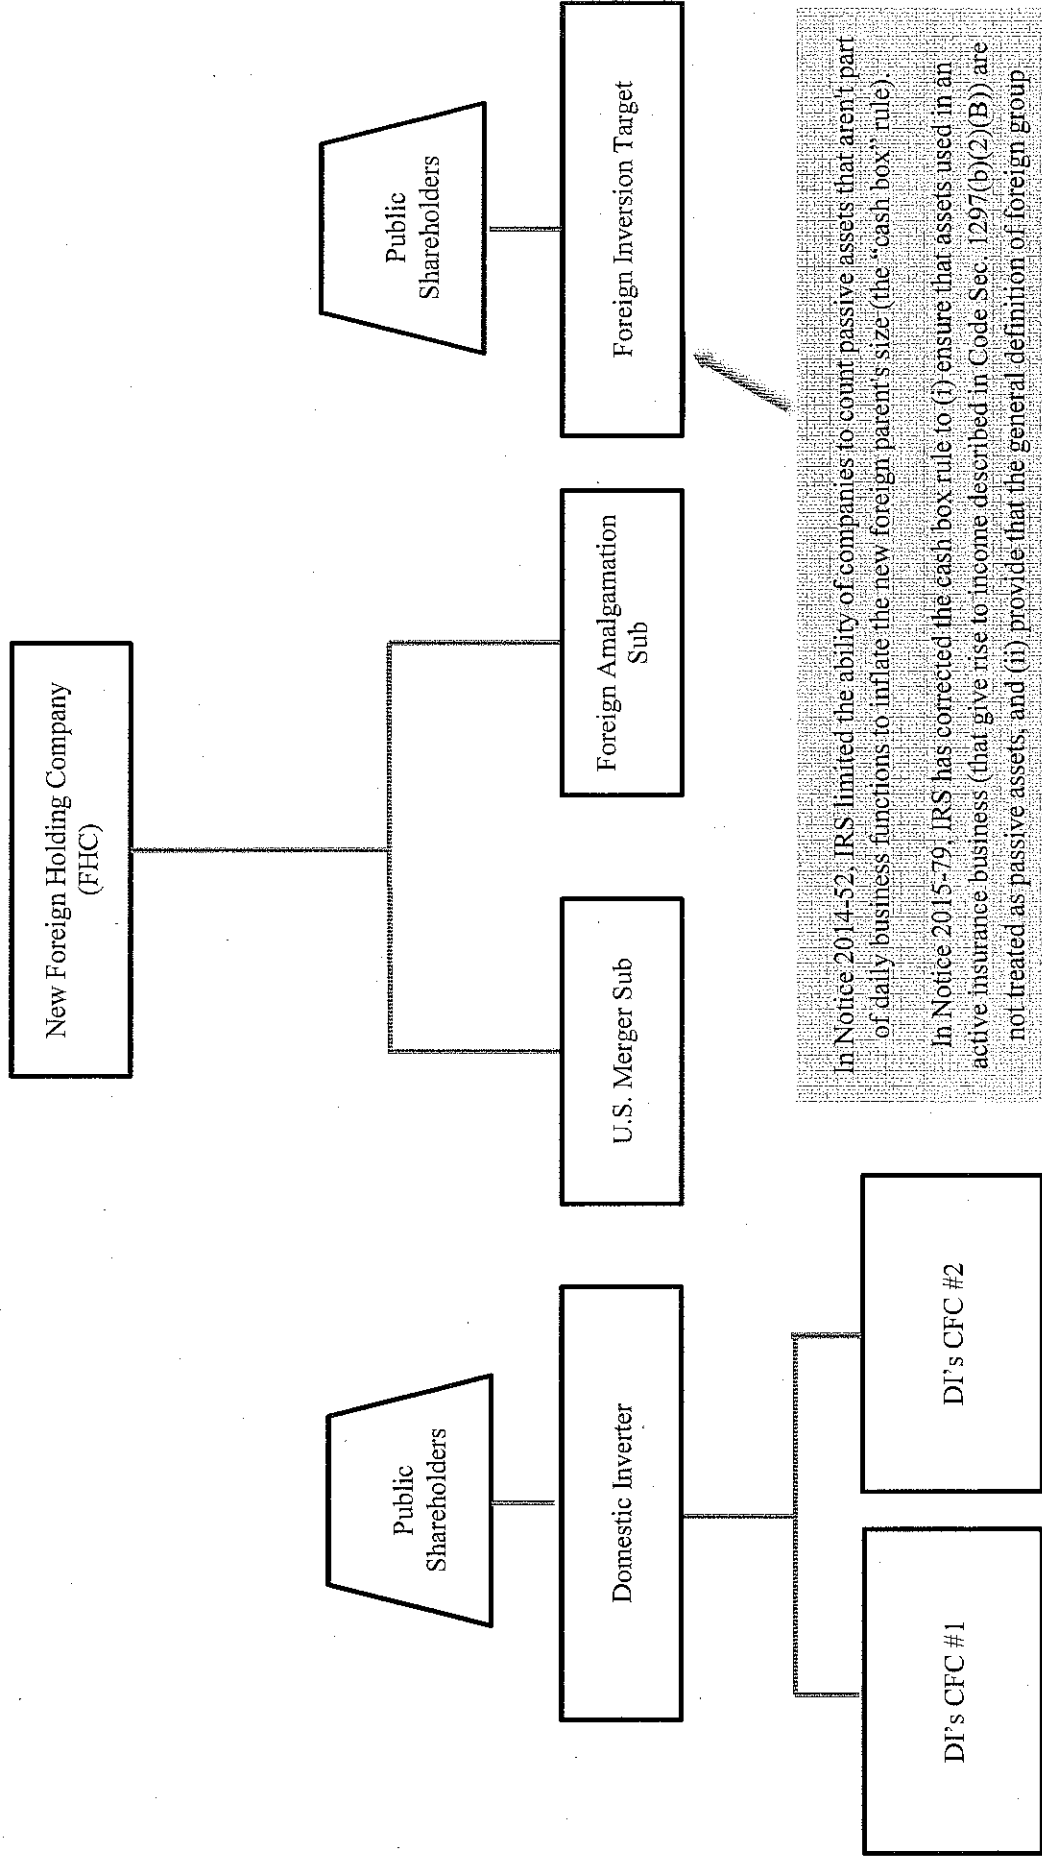 New Foreign Holding Company
(FHC)
Public
Shareholders
Public
Shareholders
Domestic Inverter
U.S. Merger Sub
Foreign Amalgamation
Sub
Foreign Inversion Target
DI's CFC #1
DI's CFC #2
In Notice 2014-52, IRS limited the ability of companies to count passive assets that aren't part
of daily business functions to inflate the new foreign parent's size (the “cash box” rule).
In Notice 2015-79, IRS has corrected the cash box rule to (i) ensure that assets used in an
active insurance business (that give rise to income described in Code Sec. 1297(b)(2)(B)) are
not treated as passive assets, and (ii) provide that the general definition of foreign group